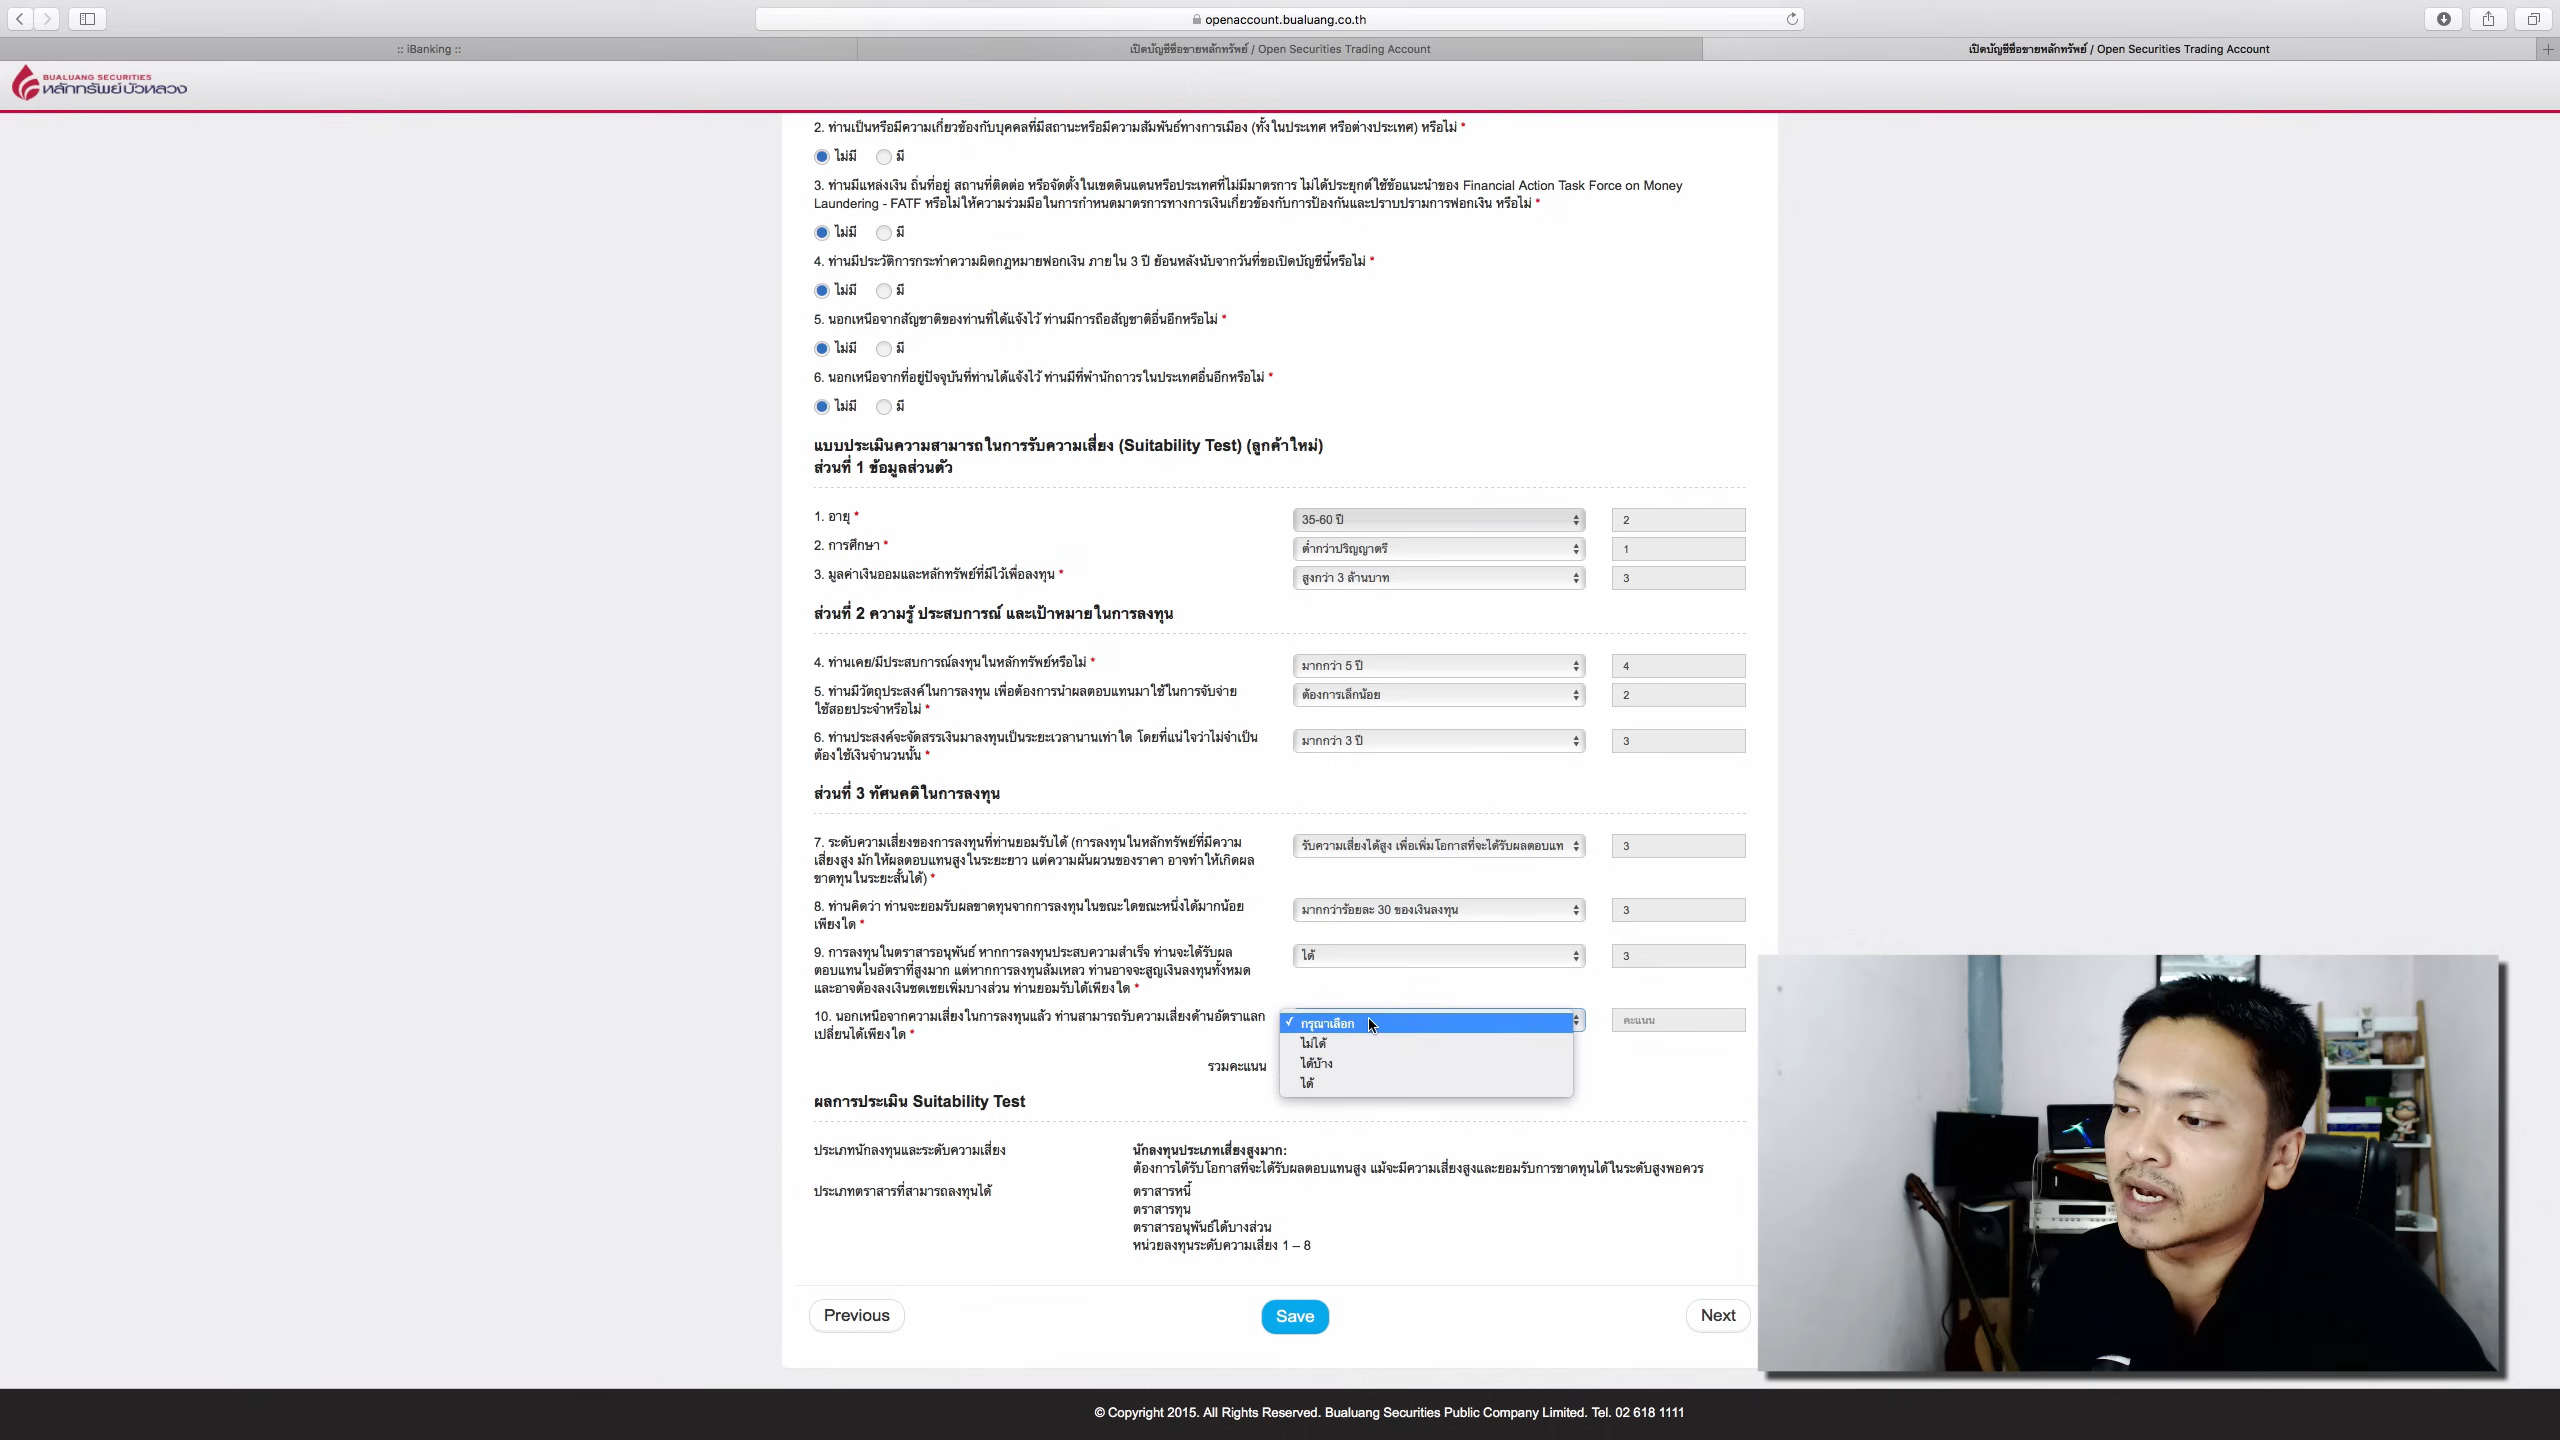 openaccount.bualuang.co.th
:: iBanking ::
เปิดบัญชีซื้อขายหลักทรัพย์ / Open Securities Trading Account
เปิดบัญชีซื้อขายหลักทรัพย์ / Open Securities Trading Account
BUALUANG SECURITIES
หลักทรัพย์บัวหลวง
2. ท่านเป็นหรือมีความเกี่ยวข้องกับบุคคลที่มีสถานะหรือมีความสัมพันธ์ทางการเมือง (ทั้งในประเทศ หรือต่างประเทศ) หรือไม่ *
ไม่มี มี
3. ท่านมีแหล่งเงิน ถิ่นที่อยู่ สถานที่ติดต่อ หรือจัดตั้งในเขตดินแดนหรือประเทศที่ไม่มีมาตรการ ไม่ได้ประยุกต์ใช้ข้อแนะนำของ Financial Action Task Force on Money
Laundering - FATF หรือไม่ให้ความร่วมมือในการกำหนดมาตรการทางการเงินเกี่ยวข้องกับการป้องกันและปราบปรามการฟอกเงิน หรือไม่ *
ไม่มี มี
4. ท่านมีประวัติการกระทำความผิดกฎหมายฟอกเงิน ภายใน 3 ปี ย้อนหลังนับจากวันที่ขอเปิดบัญชีนี้หรือไม่ *
ไม่มี มี
5. นอกเหนือจากสัญชาติของท่านที่ได้แจ้งไว้ ท่านมีการถือสัญชาติอื่นอีกหรือไม่ *
ไม่มี มี
6. นอกเหนือจากที่อยู่ปัจจุบันที่ท่านได้แจ้งไว้ ท่านมีที่พำนักถาวรในประเทศอื่นอีกหรือไม่ *
ไม่มี มี
แบบประเมินความสามารถในการรับความเสี่ยง (Suitability Test) (ลูกค้าใหม่)
ส่วนที่ 1 ข้อมูลส่วนตัว
1. อายุ * 35-60 ปี 2
2. การศึกษา * ต่ำกว่าปริญญาตรี 1
3. มูลค่าเงินออมและหลักทรัพย์ที่มีไว้เพื่อลงทุน * สูงกว่า 3 ล้านบาท 3
ส่วนที่ 2 ความรู้ ประสบการณ์ และเป้าหมายในการลงทุน
4. ท่านเคย/มีประสบการณ์ลงทุนในหลักทรัพย์หรือไม่ * มากกว่า 5 ปี 4
5. ท่านมีวัตถุประสงค์ในการลงทุน เพื่อต้องการนำผลตอบแทนมาใช้ในการจับจ่าย ต้องการเล็กน้อย 2
ใช้สอยประจำหรือไม่ *
6. ท่านประสงค์จะจัดสรรเงินมาลงทุนเป็นระยะเวลานานเท่าใด โดยที่แน่ใจว่าไม่จำเป็น มากกว่า 3 ปี 3
ต้องใช้เงินจำนวนนั้น *
ส่วนที่ 3 ทัศนคติในการลงทุน
7. ระดับความเสี่ยงของการลงทุนที่ท่านยอมรับได้ (การลงทุนในหลักทรัพย์ที่มีความ รับความเสี่ยงได้สูง เพื่อเพิ่มโอกาสที่จะได้รับผลตอบแท 3
เสี่ยงสูง มักให้ผลตอบแทนสูงในระยะยาว แต่ความผันผวนของราคา อาจทำให้เกิดผล
ขาดทุนในระยะสั้นได้) *
8. ท่านคิดว่า ท่านจะยอมรับผลขาดทุนจากการลงทุนในขณะใดขณะหนึ่งได้มากน้อย มากกว่าร้อยละ 30 ของเงินลงทุน 3
เพียงใด *
9. การลงทุนในตราสารอนุพันธ์ หากการลงทุนประสบความสำเร็จ ท่านจะได้รับผล ได้ 3
ตอบแทนในอัตราที่สูงมาก แต่หากการลงทุนล้มเหลว ท่านอาจจะสูญเงินลงทุนทั้งหมด
และอาจต้องลงเงินชดเชยเพิ่มบางส่วน ท่านยอมรับได้เพียงใด *
10. นอกเหนือจากความเสี่ยงในการลงทุนแล้ว ท่านสามารถรับความเสี่ยงด้านอัตราแลก ✓ กรุณาเลือก คะแนน
เปลี่ยนได้เพียงใด *
ไม่ได้
ได้บ้าง
รวมคะแนน
ได้
ผลการประเมิน Suitability Test
ประเภทนักลงทุนและระดับความเสี่ยง นักลงทุนประเภทเสี่ยงสูงมาก:
ต้องการได้รับโอกาสที่จะได้รับผลตอบแทนสูง แม้จะมีความเสี่ยงสูงและยอมรับการขาดทุนได้ในระดับสูงพอควร
ประเภทตราสารที่สามารถลงทุนได้ ตราสารหนี้
ตราสารทุน
ตราสารอนุพันธ์ได้บางส่วน
หน่วยลงทุนระดับความเสี่ยง 1 – 8
Previous Save Next
© Copyright 2015. All Rights Reserved. Bualuang Securities Public Company Limited. Tel. 02 618 1111